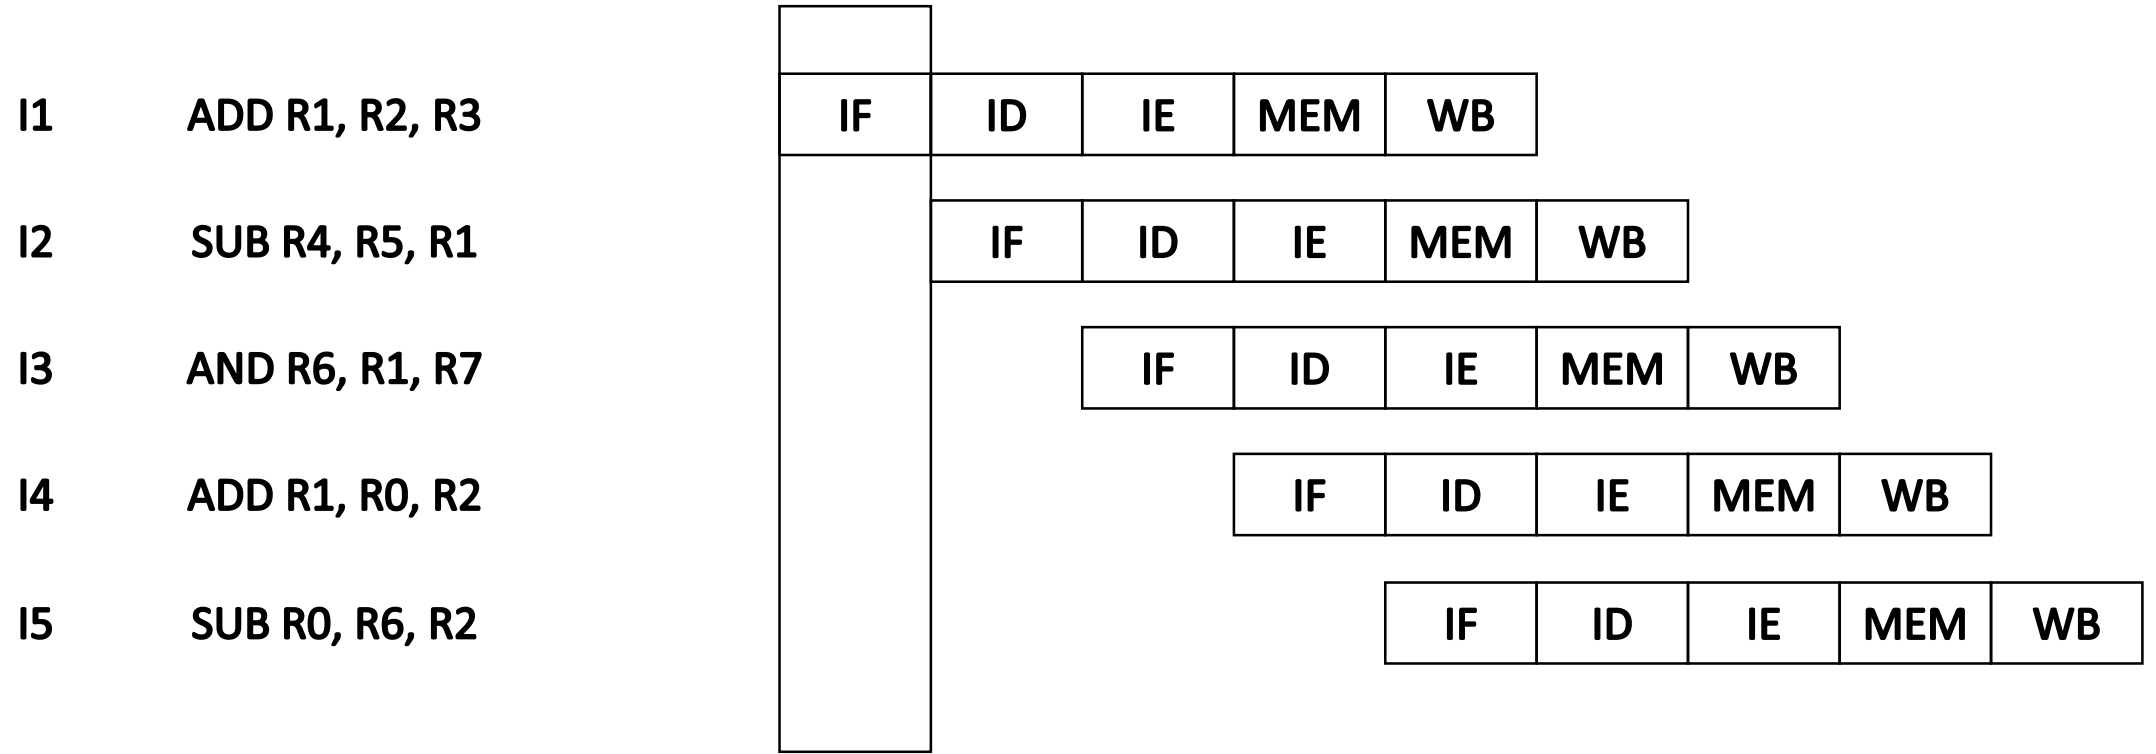 I1 ADD R1, R2, R3 IF ID IE MEM WB
I2 SUB R4, R5, R1 IF ID IE MEM WB
I3 AND R6, R1, R7 IF ID IE MEM WB
I4 ADD R1, R0, R2 IF ID IE MEM WB
I5 SUB R0, R6, R2 IF ID IE MEM WB